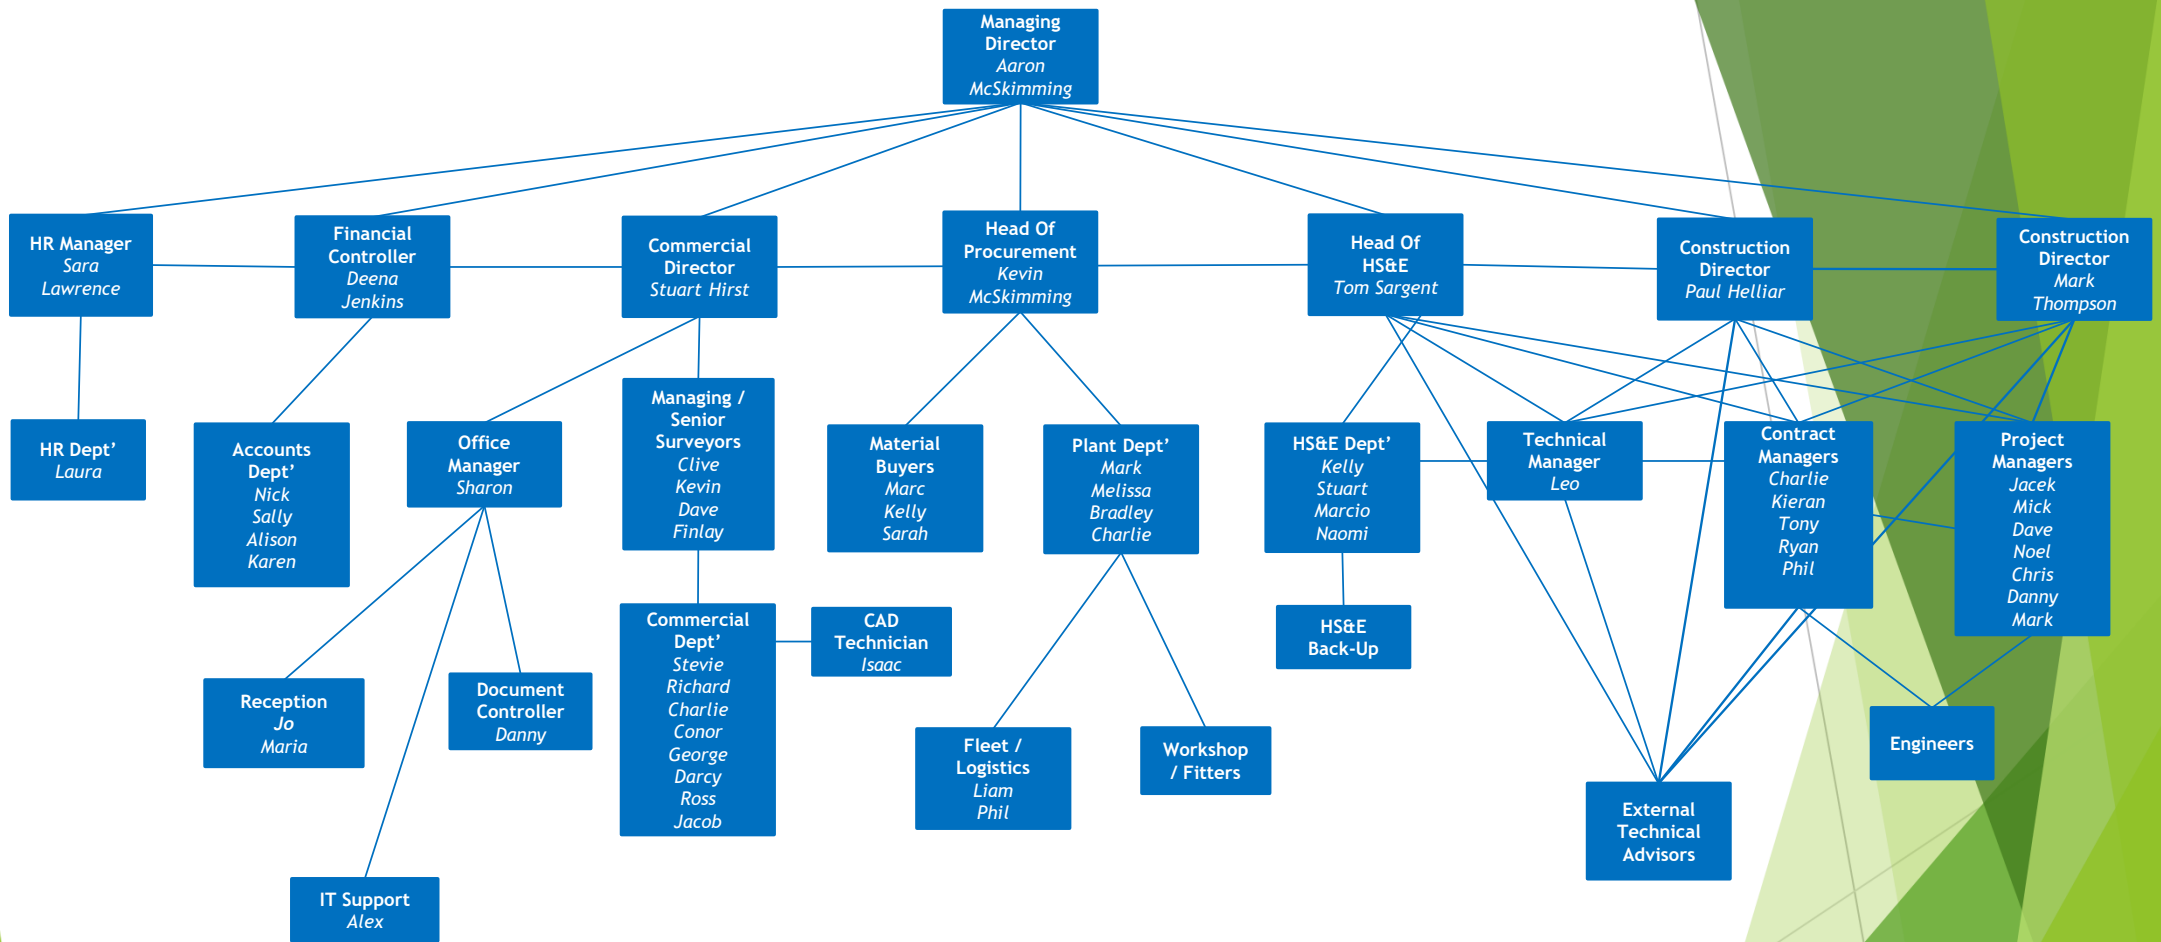 Managing
Director
Aaron
McSkimming
HR Manager
Sara
Lawrence
Financial
Controller
Deena
Jenkins
Commercial
Director
Stuart Hirst
Head Of
Procurement
Kevin
McSkimming
Head Of
HS&E
Tom Sargent
Construction
Director
Paul Helliar
Construction
Director
Mark
Thompson
HR Dept’
Laura
Accounts
Dept’
Nick
Sally
Alison
Karen
Office
Manager
Sharon
Managing /
Senior
Surveyors
Clive
Kevin
Dave
Finlay
Material
Buyers
Marc
Kelly
Sarah
Plant Dept’
Mark
Melissa
Bradley
Charlie
HS&E Dept’
Kelly
Stuart
Marcio
Naomi
Technical
Manager
Leo
Contract
Managers
Charlie
Kieran
Tony
Ryan
Phil
Project
Managers
Jacek
Mick
Dave
Noel
Chris
Danny
Mark
Commercial
Dept’
Stevie
Richard
Charlie
Conor
George
Darcy
Ross
Jacob
CAD
Technician
Isaac
HS&E
Back-Up
Reception
Jo
Maria
Document
Controller
Danny
Fleet /
Logistics
Liam
Phil
Workshop
/ Fitters
Engineers
External
Technical
Advisors
IT Support
Alex